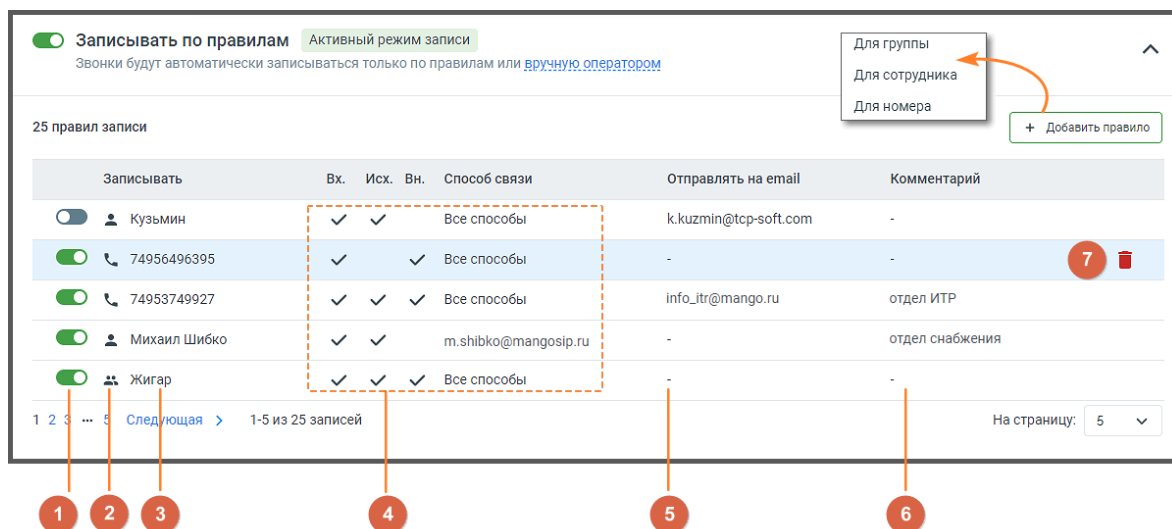 Записывать по правилам Активный режим записи
Звонки будут автоматически записываться только по правилам или вручную оператором
Для группы
Для сотрудника
Для номера
25 правил записи
+ Добавить правило
Записывать Вх. Исх. Вн. Способ связи Отправлять на email Комментарий
Кузьмин Все способы k.kuzmin@tcp-soft.com -
74956496395 Все способы - - 7
74953749927 Все способы info_itr@mango.ru отдел ИТР
Михаил Шибко m.shibko@mangosip.ru - отдел снабжения
Жигар Все способы - -
1 2 3 ... 5 Следующая > 1-5 из 25 записей На страницу: 5
1 2 3 4 5 6